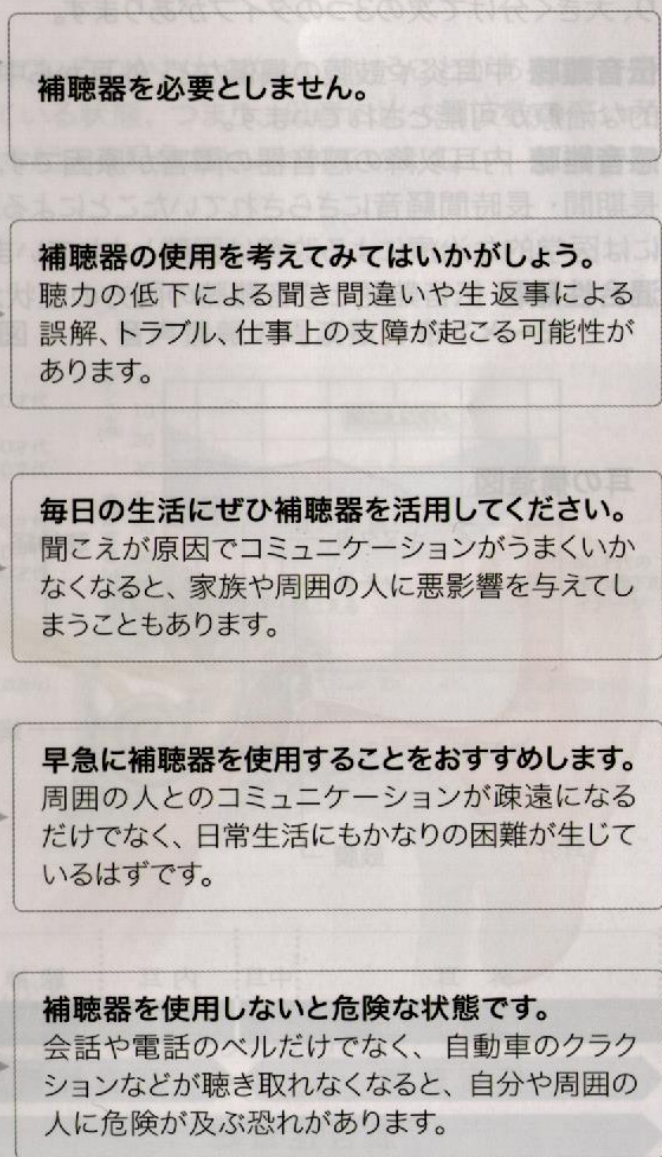 補聴器を必要としません。
補聴器の使用を考えてみてはいかがしょう。
聴力の低下による聞き間違いや生返事による
誤解、トラブル、仕事上の支障が起こる可能性が
あります。
毎日の生活にぜひ補聴器を活用してください。
聞こえが原因でコミュニケーションがうまくいか
なくなると、家族や周囲の人に悪影響を与えてし
まうこともあります。
早急に補聴器を使用することをおすすめします。
周囲の人とのコミュニケーションが疎遠になる
だけでなく、日常生活にもかなりの困難が生じて
いるはずです。
補聴器を使用しないと危険な状態です。
会話や電話のベルだけでなく、自動車のクラク
ションなどが聴き取れなくなると、自分や周囲の
人に危険が及ぶ恐れがあります。